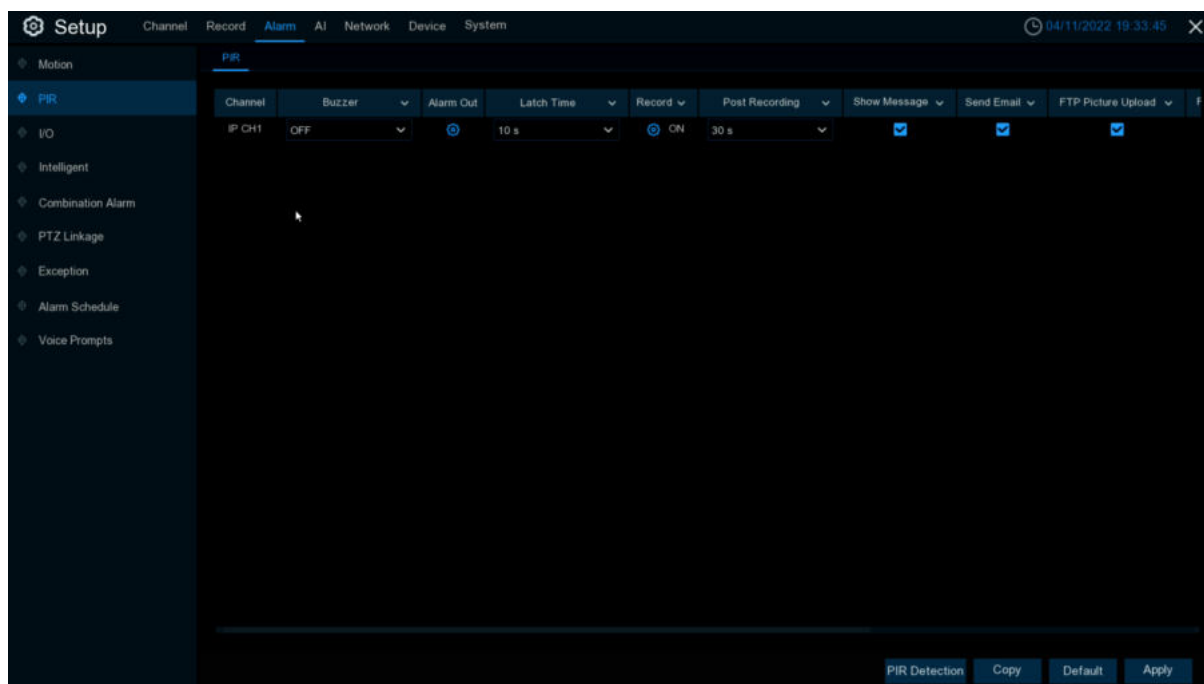 Setup Channel Record Alarm AI Network Device System 04/11/2022 19:33:45
Motion
PIR
I/O
Intelligent
Combination Alarm
PTZ Linkage
Exception
Alarm Schedule
Voice Prompts
PIR
Channel Buzzer Alarm Out Latch Time Record Post Recording Show Message Send Email FTP Picture Upload
IP CH1 OFF 10 s ON 30 s
PIR Detection Copy Default Apply